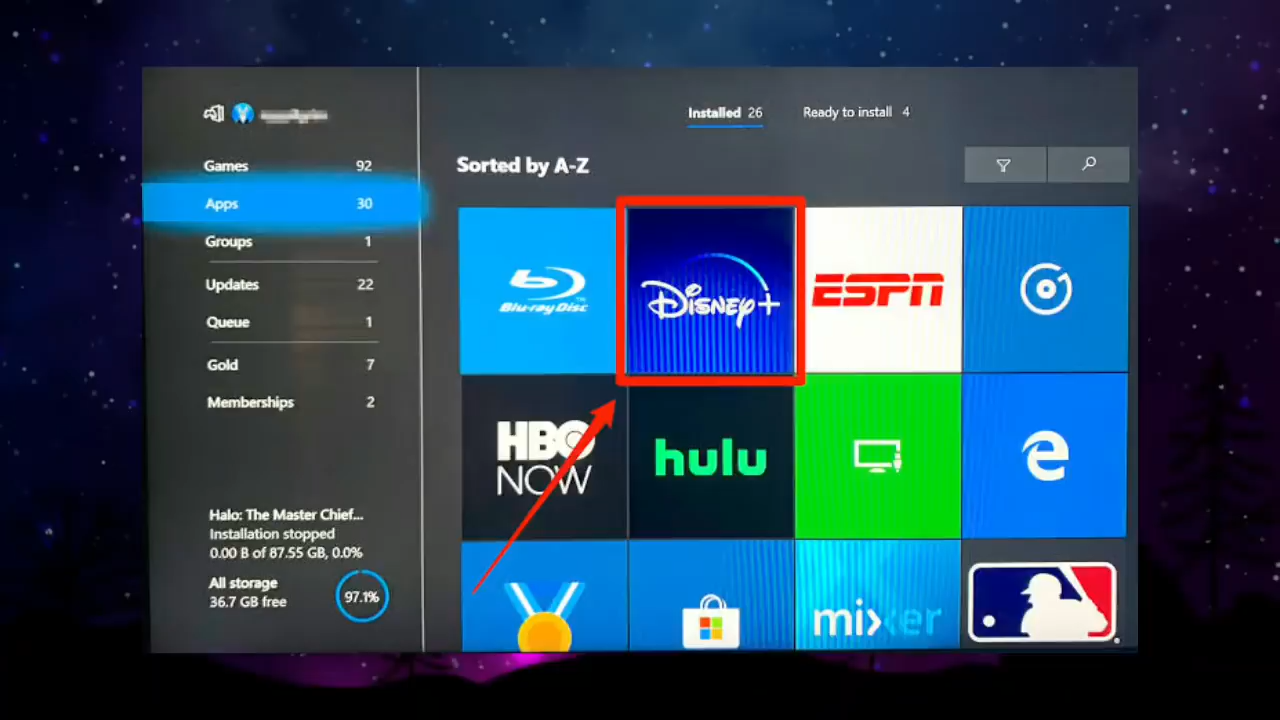 Installed 26
Ready to install 4
Games 92
Sorted by A-Z
Apps 30
Groups 1
Updates 22
Queue 1
Gold 7
Memberships 2
Blu-ray Disc™
Disney+
ESPN
HBO
NOW
hulu
Halo: The Master Chief...
Installation stopped
0.00 B of 87.55 GB, 0.0%
All storage
36.7 GB free
97.1%
mixer